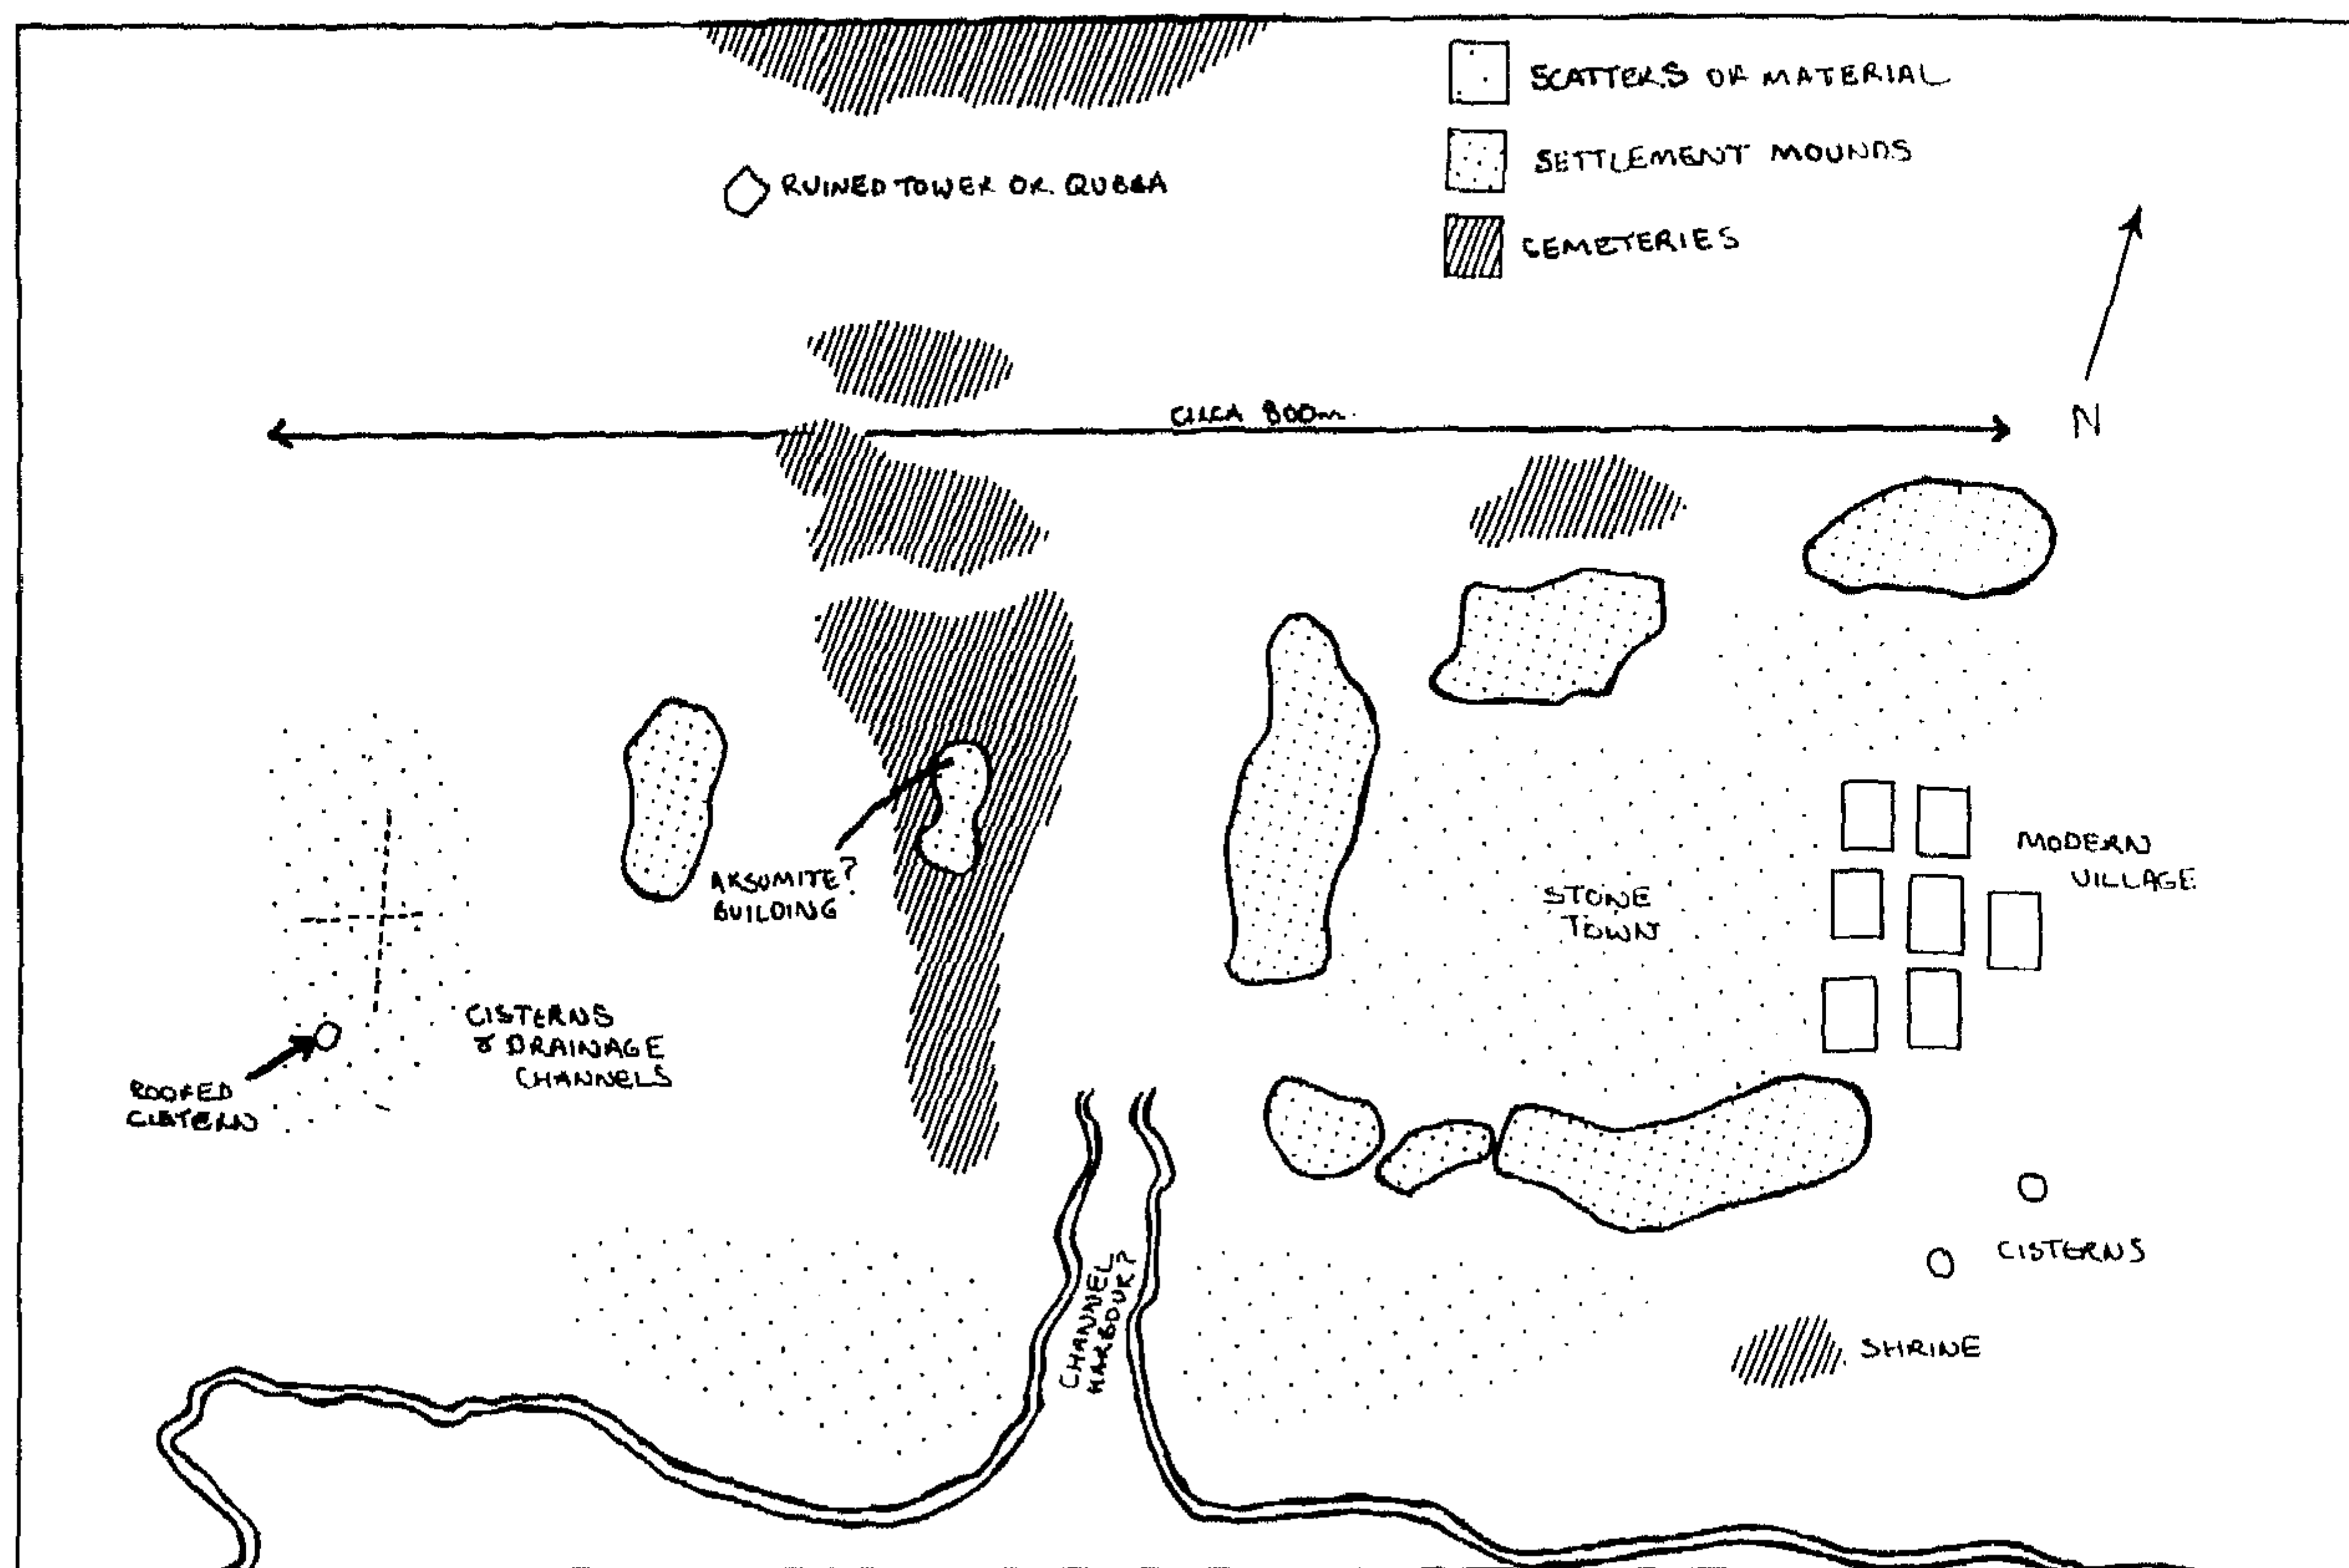 SCATTERS OF MATERIAL
SETTLEMENT MOUNDS
CEMETERIES
RUINED TOWER OR QUBBA
N
CIRCA 800m.
MODERN
VILLAGE
STONE
TOWN
AKSUMITE?
BUILDING
CISTERNS
& DRAINAGE
CHANNELS
ROOFED
CISTERN
CHANNEL
HARBOUR?
CISTERNS
SHRINE